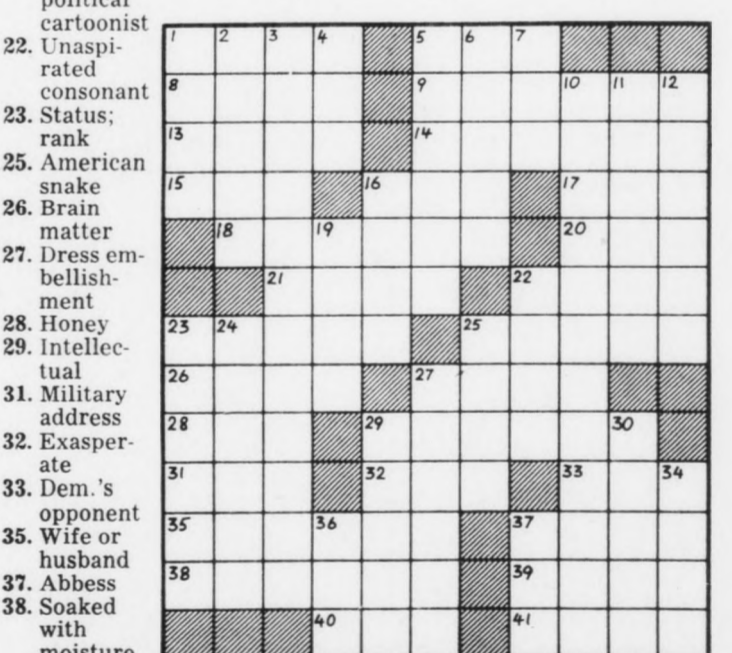 political
cartoonist
22. Unaspi-
rated
consonant
23. Status;
rank
25. American
snake
26. Brain
matter
27. Dress em-
bellish-
ment
28. Honey
29. Intellec-
tual
31. Military
address
32. Exasper-
ate
33. Dem.'s
opponent
35. Wife or
husband
37. Abbess
38. Soaked
with
moisture
1 2 3 4 5 6 7
8 9 10 11 12
13 14
15 16 17
18 19 20
21 22
23 24 25
26 27
28 29 30
31 32 33 34
35 36 37
38 39
40 41